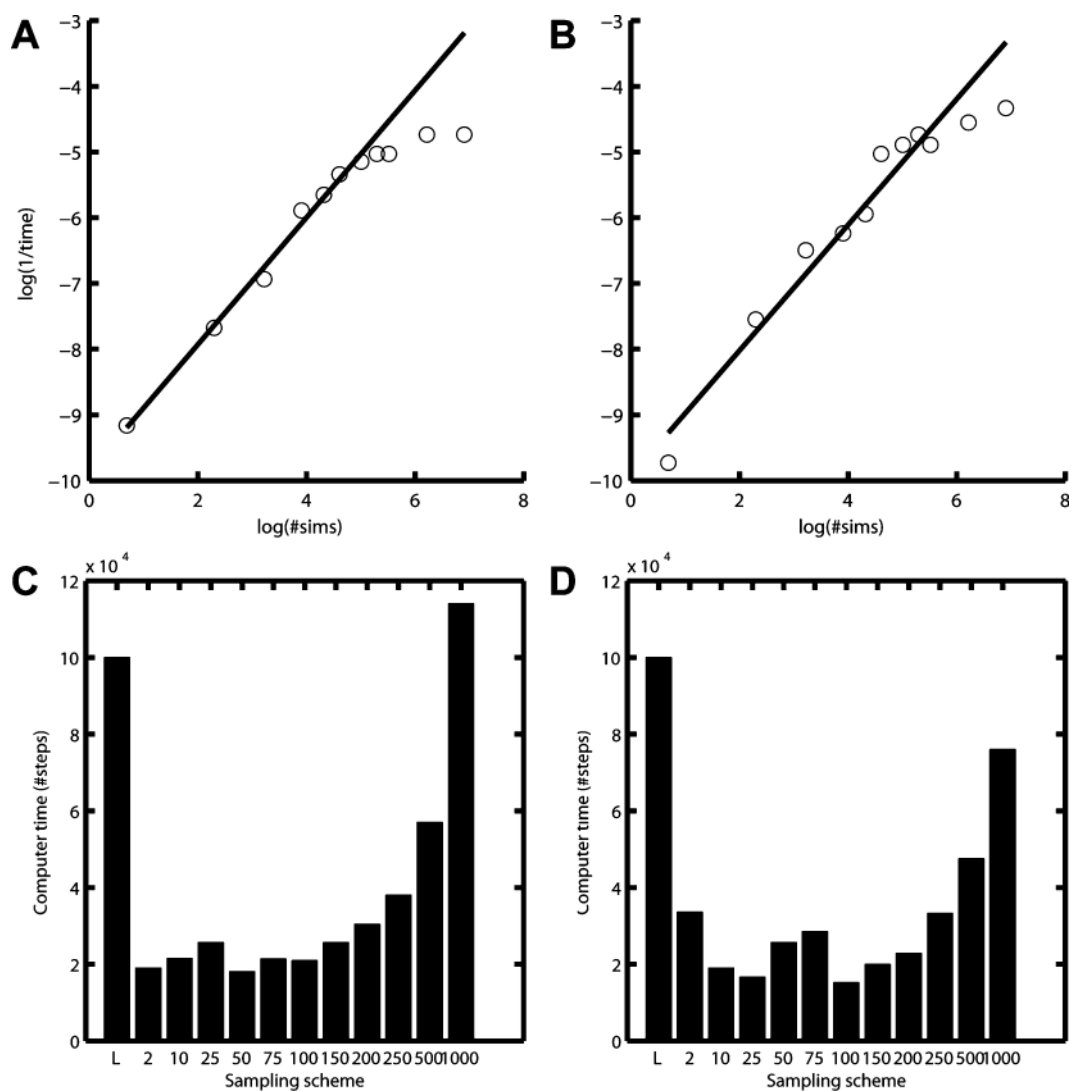 A
B
−3
−4
−5
−6
−7
−8
−9
−10
log(1/time)
0 2 4 6 8
log(#sims)
−3
−4
−5
−6
−7
−8
−9
−10
0 2 4 6 8
log(#sims)
C
x 10 4
12
10
8
6
4
2
0
Computer time (#steps)
L 2 10 25 50 75 100 150 200 250 500 1000
Sampling scheme
D
x 10 4
12
10
8
6
4
2
0
Computer time (#steps)
L 2 10 25 50 75 100 150 200 250 500 1000
Sampling scheme